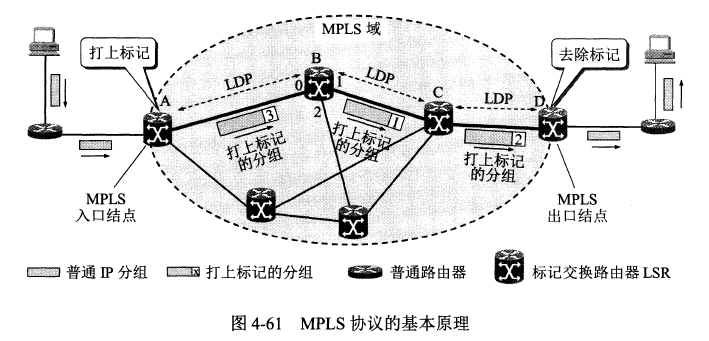 MPLS 域
打上标记
去除标记
B
LDP
LDP
0
1
A
C
LDP
D
3
2
1
打上标记
的分组
打上标记
的分组
2
打上标记
的分组
MPLS
入口结点
MPLS
出口结点
普通 IP 分组
x
打上标记的分组
普通路由器
标记交换路由器 LSR
图 4-61 MPLS 协议的基本原理